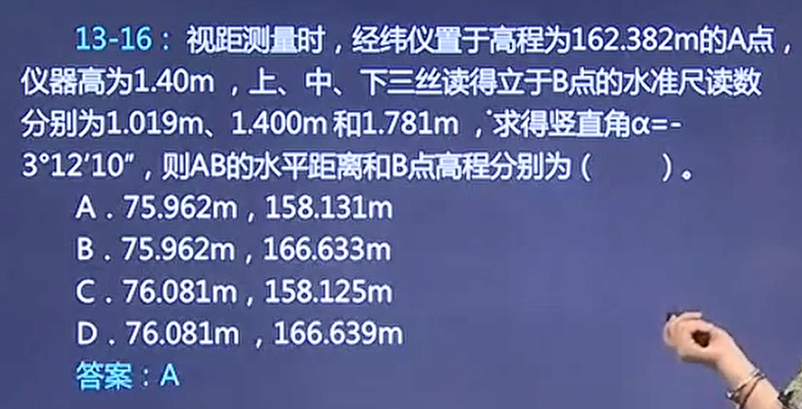 13-16：视距测量时，经纬仪置于高程为162.382m的A点，
仪器高为1.40m，上、中、下三丝读得立于B点的水准尺读数
分别为1.019m、1.400m和1.781m，求得竖直角α=-
3°12′10″，则AB的水平距离和B点高程分别为（　　）。
A．75.962m，158.131m
B．75.962m，166.633m
C．76.081m，158.125m
D．76.081m，166.639m
答案：A